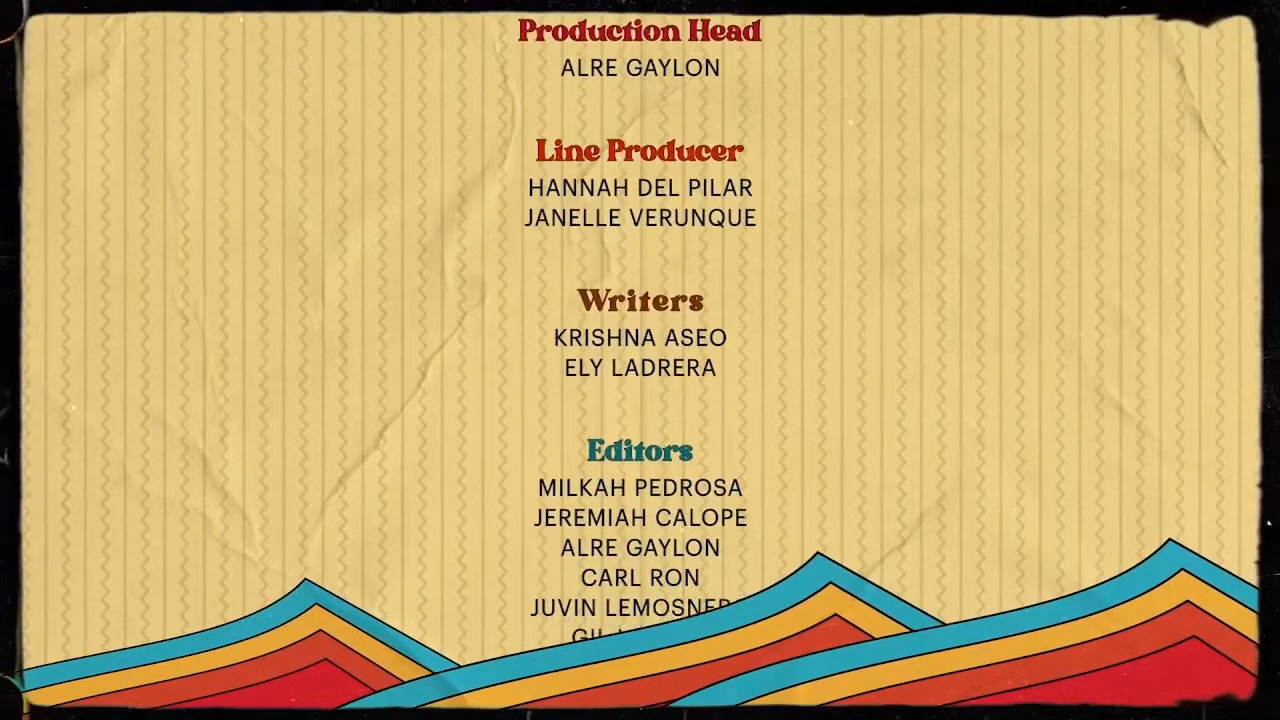 Production Head
ALRE GAYLON
Line Producer
HANNAH DEL PILAR
JANELLE VERUNQUE
Writers
KRISHNA ASEO
ELY LADRERA
Editors
MILKAH PEDROSA
JEREMIAH CALOPE
ALRE GAYLON
CARL RON
JUVIN